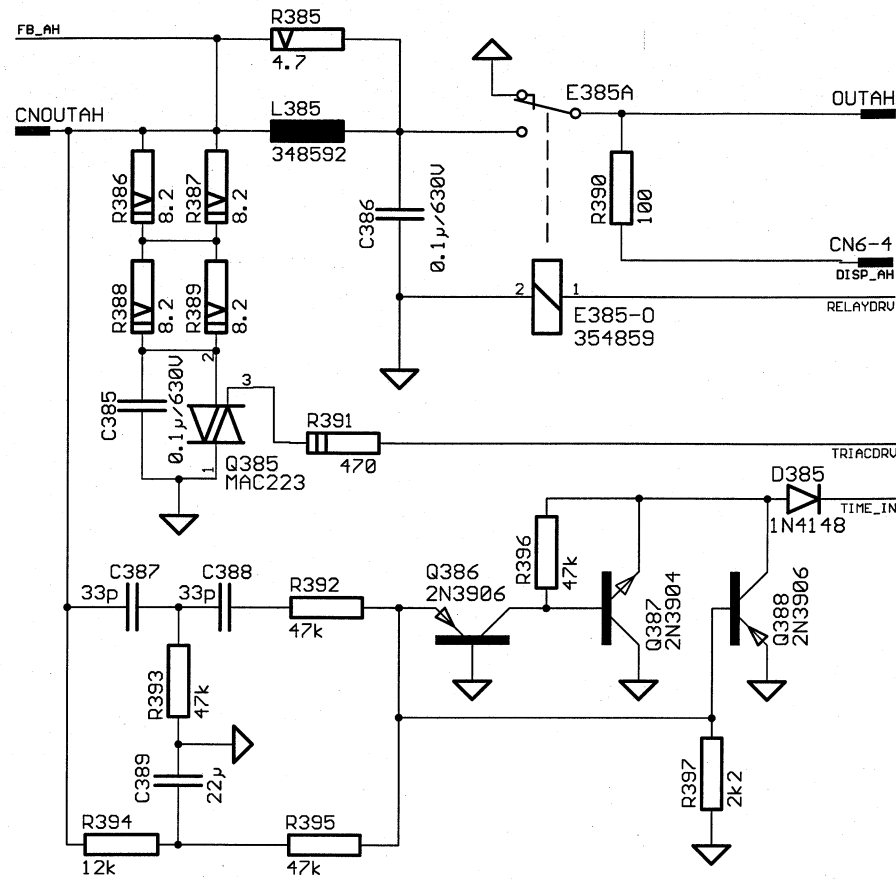 FB_AH
R385
4.7
CNOUTAH
L385
348592
E385A
OUTAH
R386
8.2
R387
8.2
C386
0.1µ/630V
R390
100
CN6-4
DISP_AH
R388
8.2
R389
8.2
2
1
E385-O
354859
RELAYDRV
C385
0.1µ/630V
2
3
1
Q385
MAC223
R391
470
TRIACDRV
D385
1N4148
TIME_IN
C387
33p
C388
33p
R392
47k
Q386
2N3906
R396
47k
Q387
2N3904
Q388
2N3906
R393
47k
C389
22µ
R397
2k2
R394
12k
R395
47k